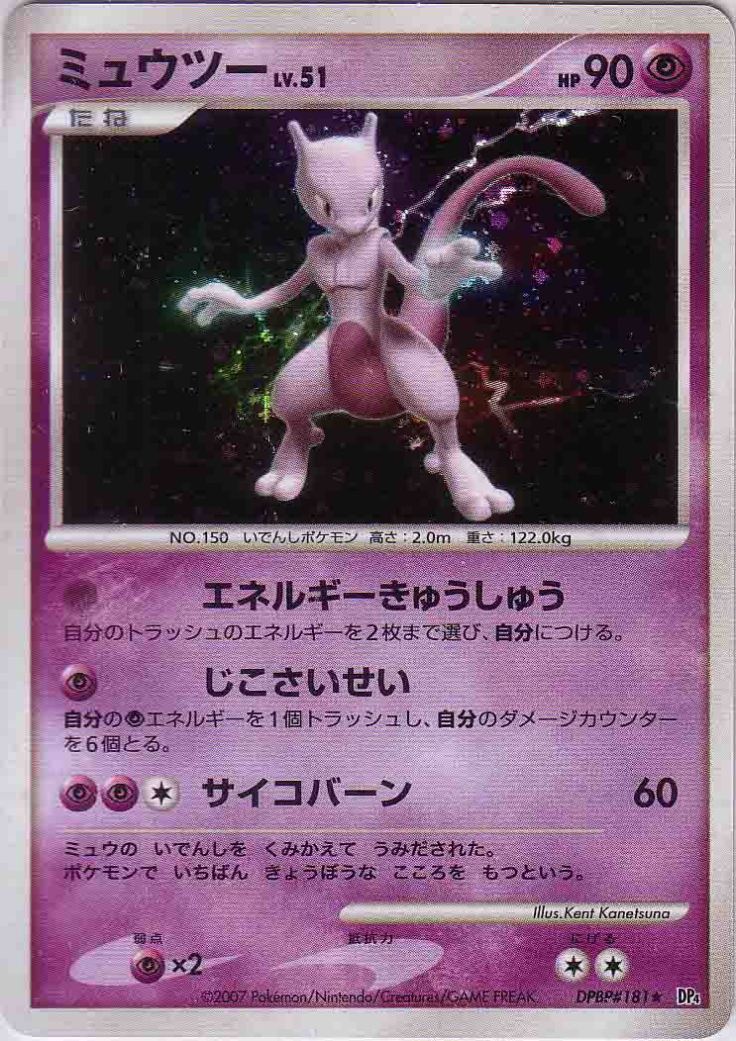 ミュウツー LV.51 HP 90
たね
NO.150 いでんしポケモン 高さ:2.0m 重さ:122.0kg
エネルギーきゅうしゅう
自分のトラッシュのエネルギーを2枚まで選び、自分につける。
じこさいせい
自分のエネルギーを1個トラッシュし、自分のダメージカウンター
を6個とる。
サイコバーン 60
ミュウの いでんしを くみかえて うみだされた。
ポケモンで いちばん きょうぼうな こころを もつという。
Illus.Kent Kanetsuna
弱点 抵抗力 にげる
×2
©2007 Pokémon/Nintendo/Creatures/GAME FREAK. DPBP#181★ DP4